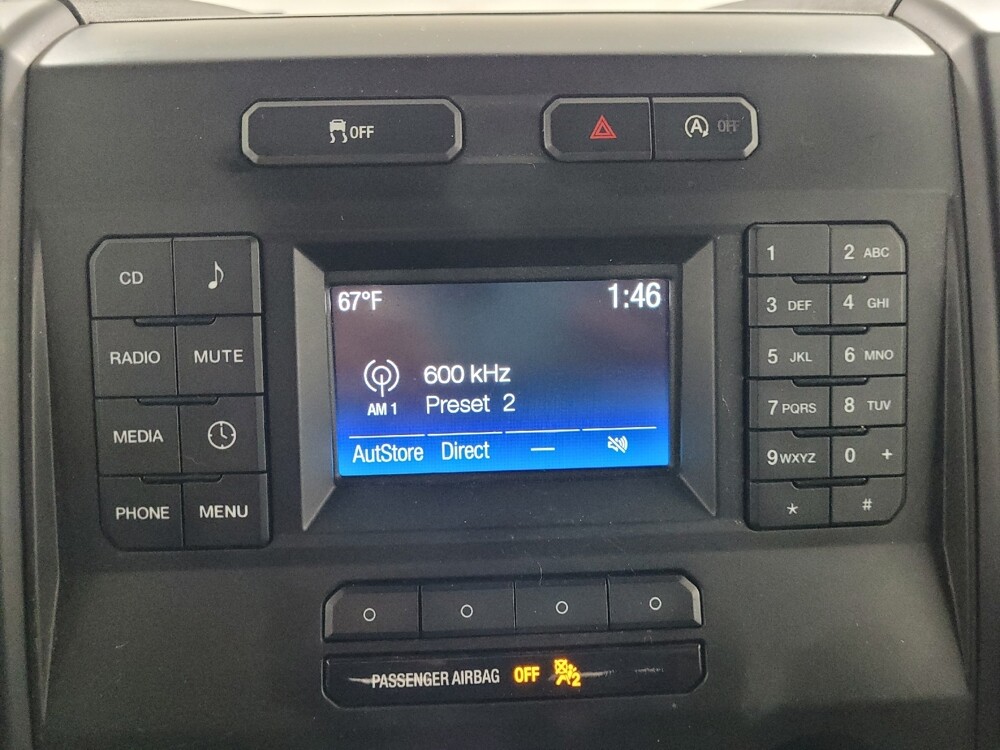 OFF
A OFF
CD
RADIO MUTE
MEDIA
PHONE MENU
67°F 1:46
600 kHz
AM 1 Preset 2
AutStore Direct —
1 2 ABC
3 DEF 4 GHI
5 JKL 6 MNO
7 PQRS 8 TUV
9 WXYZ 0 +
* #
PASSENGER AIRBAG OFF 2